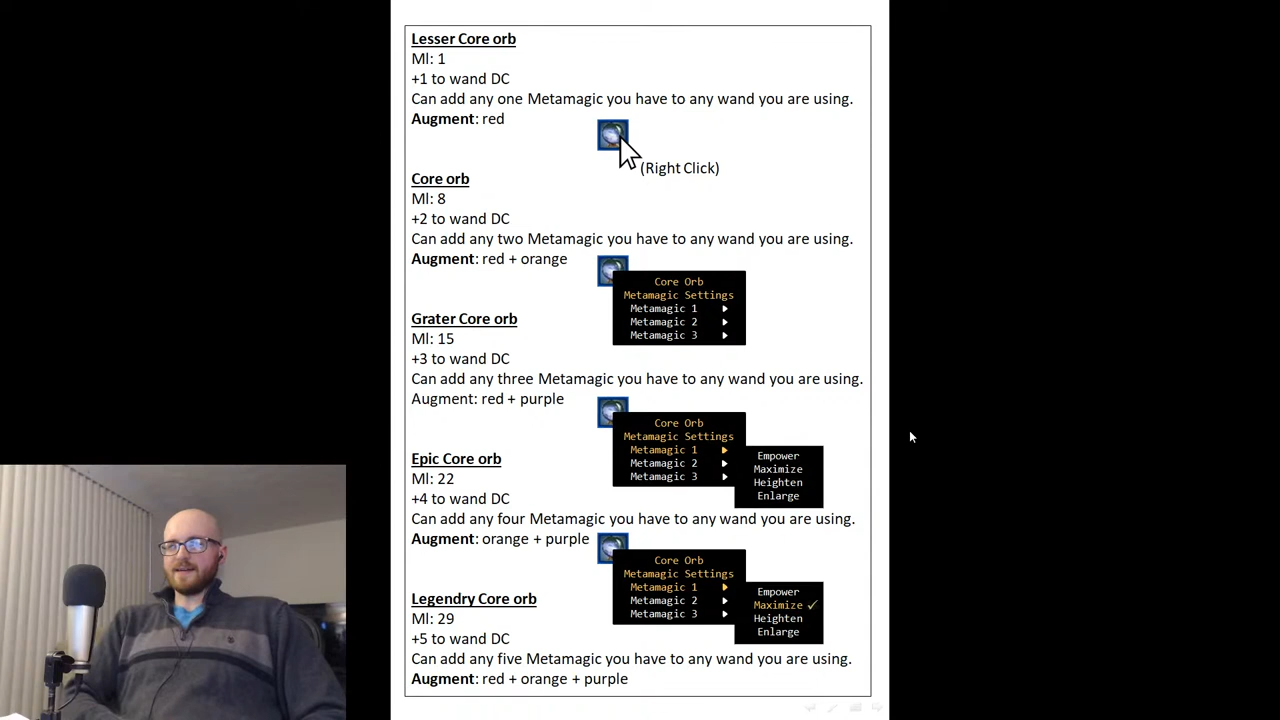 Lesser Core orb
Ml: 1
+1 to wand DC
Can add any one Metamagic you have to any wand you are using.
Augment: red
(Right Click)
Core orb
Ml: 8
+2 to wand DC
Can add any two Metamagic you have to any wand you are using.
Augment: red + orange
Core Orb
Metamagic Settings
Metamagic 1
Metamagic 2
Metamagic 3
Grater Core orb
Ml: 15
+3 to wand DC
Can add any three Metamagic you have to any wand you are using.
Augment: red + purple
Core Orb
Metamagic Settings
Metamagic 1
Metamagic 2
Metamagic 3
Empower
Maximize
Heighten
Enlarge
Epic Core orb
Ml: 22
+4 to wand DC
Can add any four Metamagic you have to any wand you are using.
Augment: orange + purple
Core Orb
Metamagic Settings
Metamagic 1
Metamagic 2
Metamagic 3
Empower
Maximize ✓
Heighten
Enlarge
Legendry Core orb
Ml: 29
+5 to wand DC
Can add any five Metamagic you have to any wand you are using.
Augment: red + orange + purple